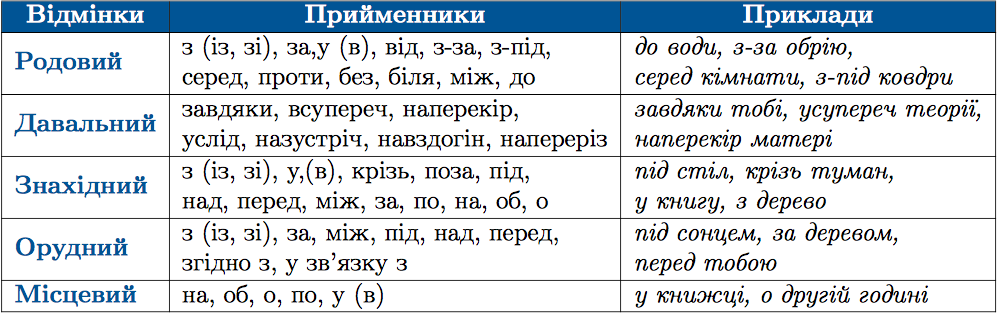 Відмінки Прийменники Приклади
Родовий
з (із, зі), за,у (в), від, з-за, з-під,
серед, проти, без, біля, між, до
до води, з-за обрію,
серед кімнати, з-під ковдри
Давальний
завдяки, всупереч, наперекір,
услід, назустріч, навздогін, напереріз
завдяки тобі, усупереч теорії,
наперекір матері
Знахідний
з (із, зі), у,(в), крізь, поза, під,
над, перед, між, за, по, на, об, о
під стіл, крізь туман,
у книгу, з дерево
Орудний
з (із, зі), за, між, під, над, перед,
згідно з, у зв’язку з
під сонцем, за деревом,
перед тобою
Місцевий
на, об, о, по, у (в)
у книжці, о другій годині